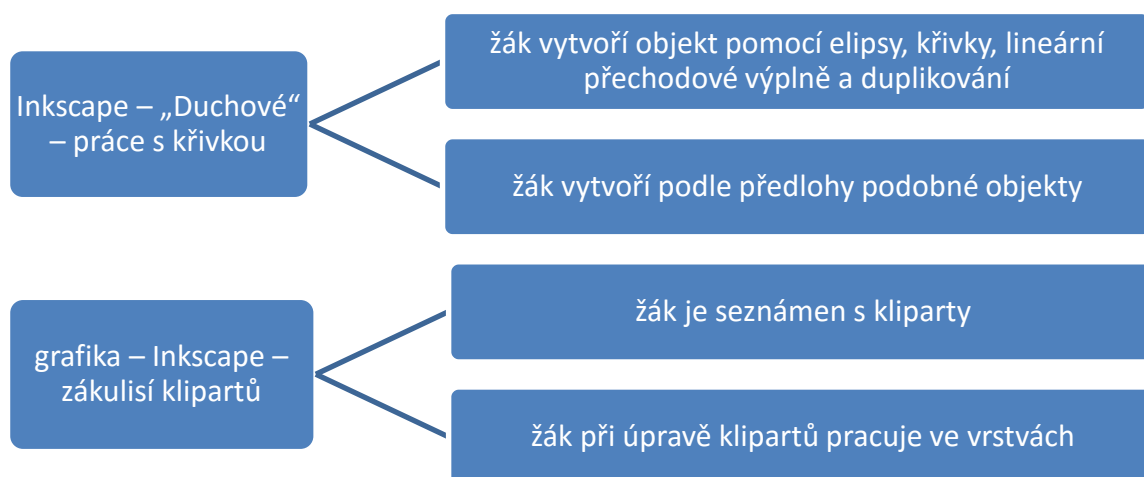 Inkscape – „Duchové“
– práce s křivkou
žák vytvoří objekt pomocí elipsy, křivky, lineární
přechodové výplně a duplikování
žák vytvoří podle předlohy podobné objekty
grafika – Inkscape –
zákulisí klipartů
žák je seznámen s kliparty
žák při úpravě klipartů pracuje ve vrstvách